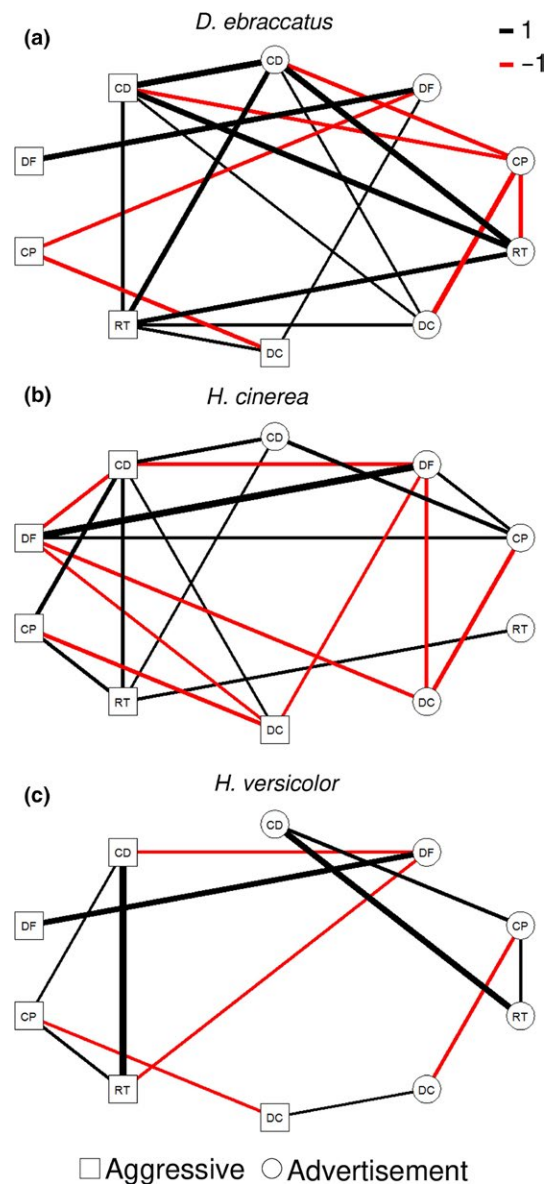 (a)
D. ebraccatus
1
−1
CD
CD
DF
DF
CP
CP
RT
RT
DC
DC
(b)
H. cinerea
CD
CD
DF
DF
CP
CP
RT
RT
DC
DC
(c)
H. versicolor
CD
CD
DF
DF
CP
CP
RT
RT
DC
DC
Aggressive Advertisement